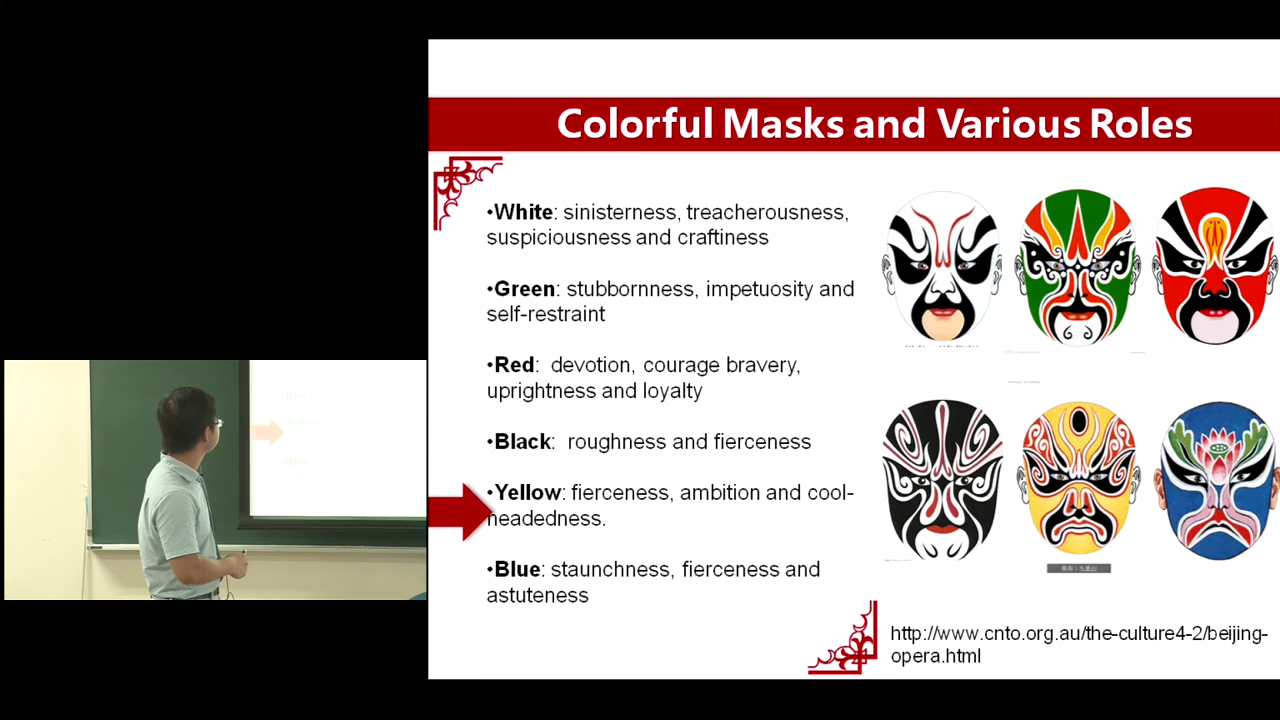 Colorful Masks and Various Roles
•White: sinisterness, treacherousness,
suspiciousness and craftiness
•Green: stubbornness, impetuosity and
self-restraint
•Red:  devotion, courage bravery,
uprightness and loyalty
•Black:  roughness and fierceness
•Yellow: fierceness, ambition and cool-
headedness.
•Blue: staunchness, fierceness and
astuteness
http://www.cnto.org.au/the-culture4-2/beijing-
opera.html